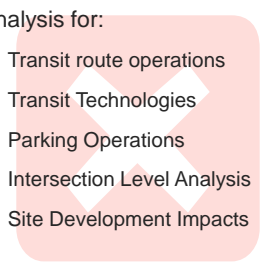 nalysis for:
Transit route operations
Transit Technologies
Parking Operations
Intersection Level Analysis
Site Development Impacts